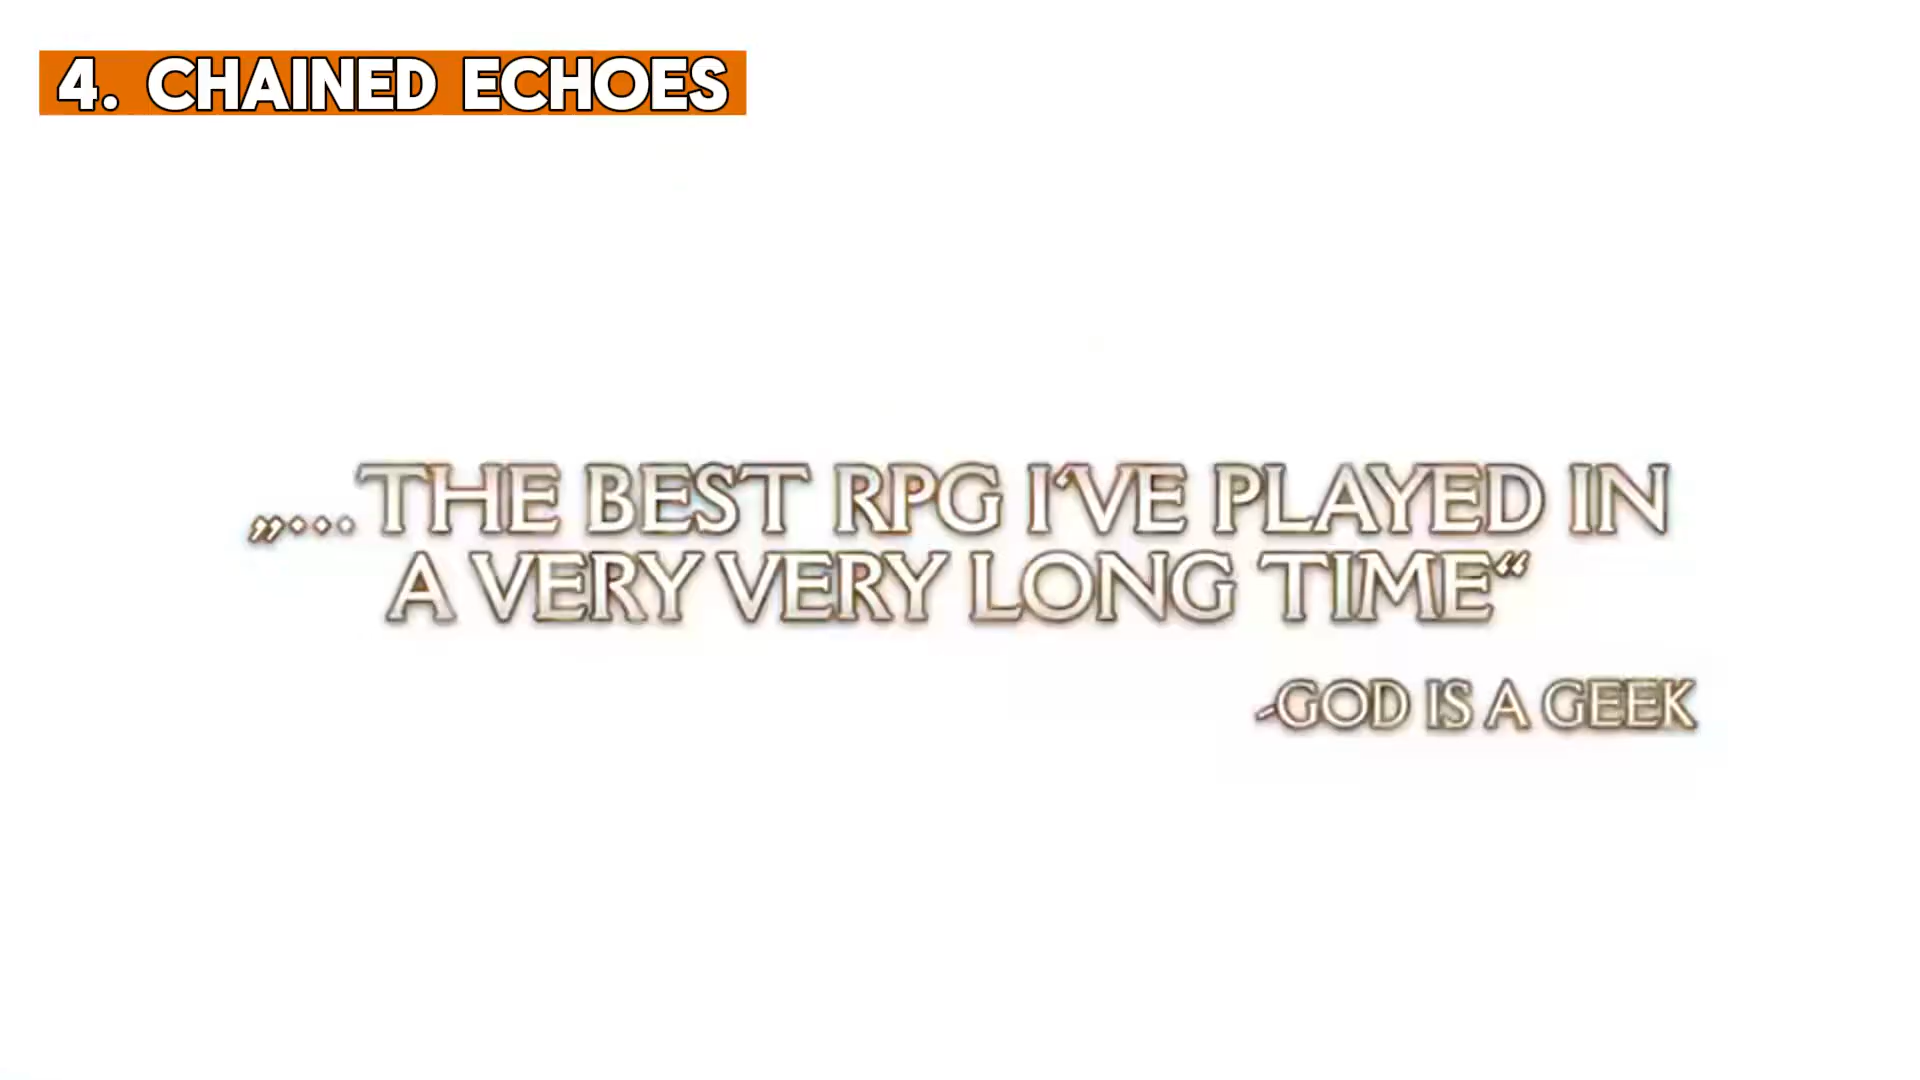 4. CHAINED ECHOES
„...THE BEST RPG I‘VE PLAYED IN
A VERY VERY LONG TIME“
-GOD IS A GEEK